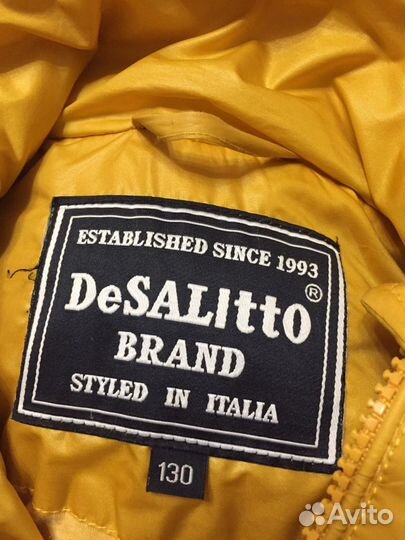 ESTABLISHED SINCE 1993
DeSALItto®
BRAND
STYLED IN ITALIA
130
Avito